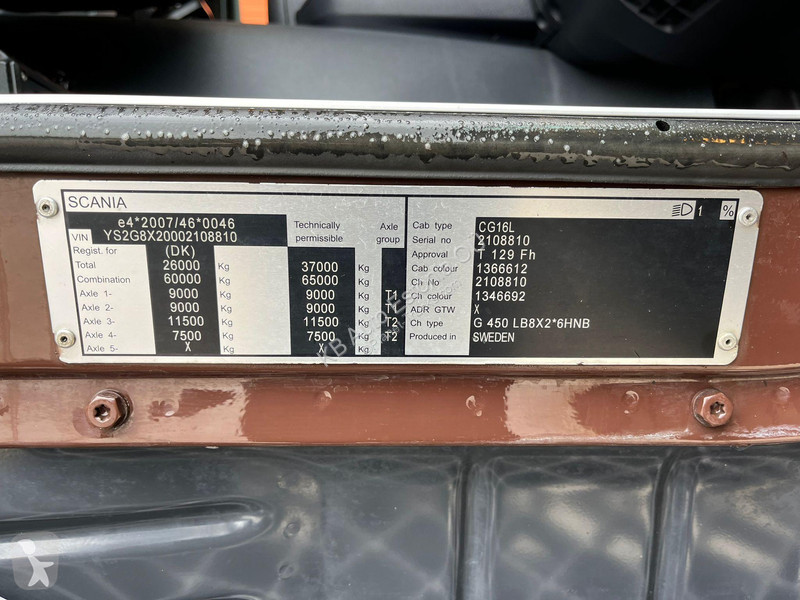 SCANIA
1 %
e4*2007/46*0046
VIN YS2G8X20002108810
Technically permissible
Axle group
Regist. for (DK)
Total 26000 Kg 37000 Kg
Combination 60000 Kg 65000 Kg
Axle 1- 9000 Kg 9000 Kg T1
Axle 2- 9000 Kg 9000 Kg
Axle 3- 11500 Kg 11500 Kg T2
Axle 4- 7500 Kg 7500 Kg T2
Axle 5- X Kg X Kg
Cab type CG16L
Serial no 2108810
Approval T 129 Fh
Cab colour 1366612
Ch No 2108810
Ch colour 1346692
ADR GTW X
Ch type G 450 LB8X2*6HNB
Produced in SWEDEN